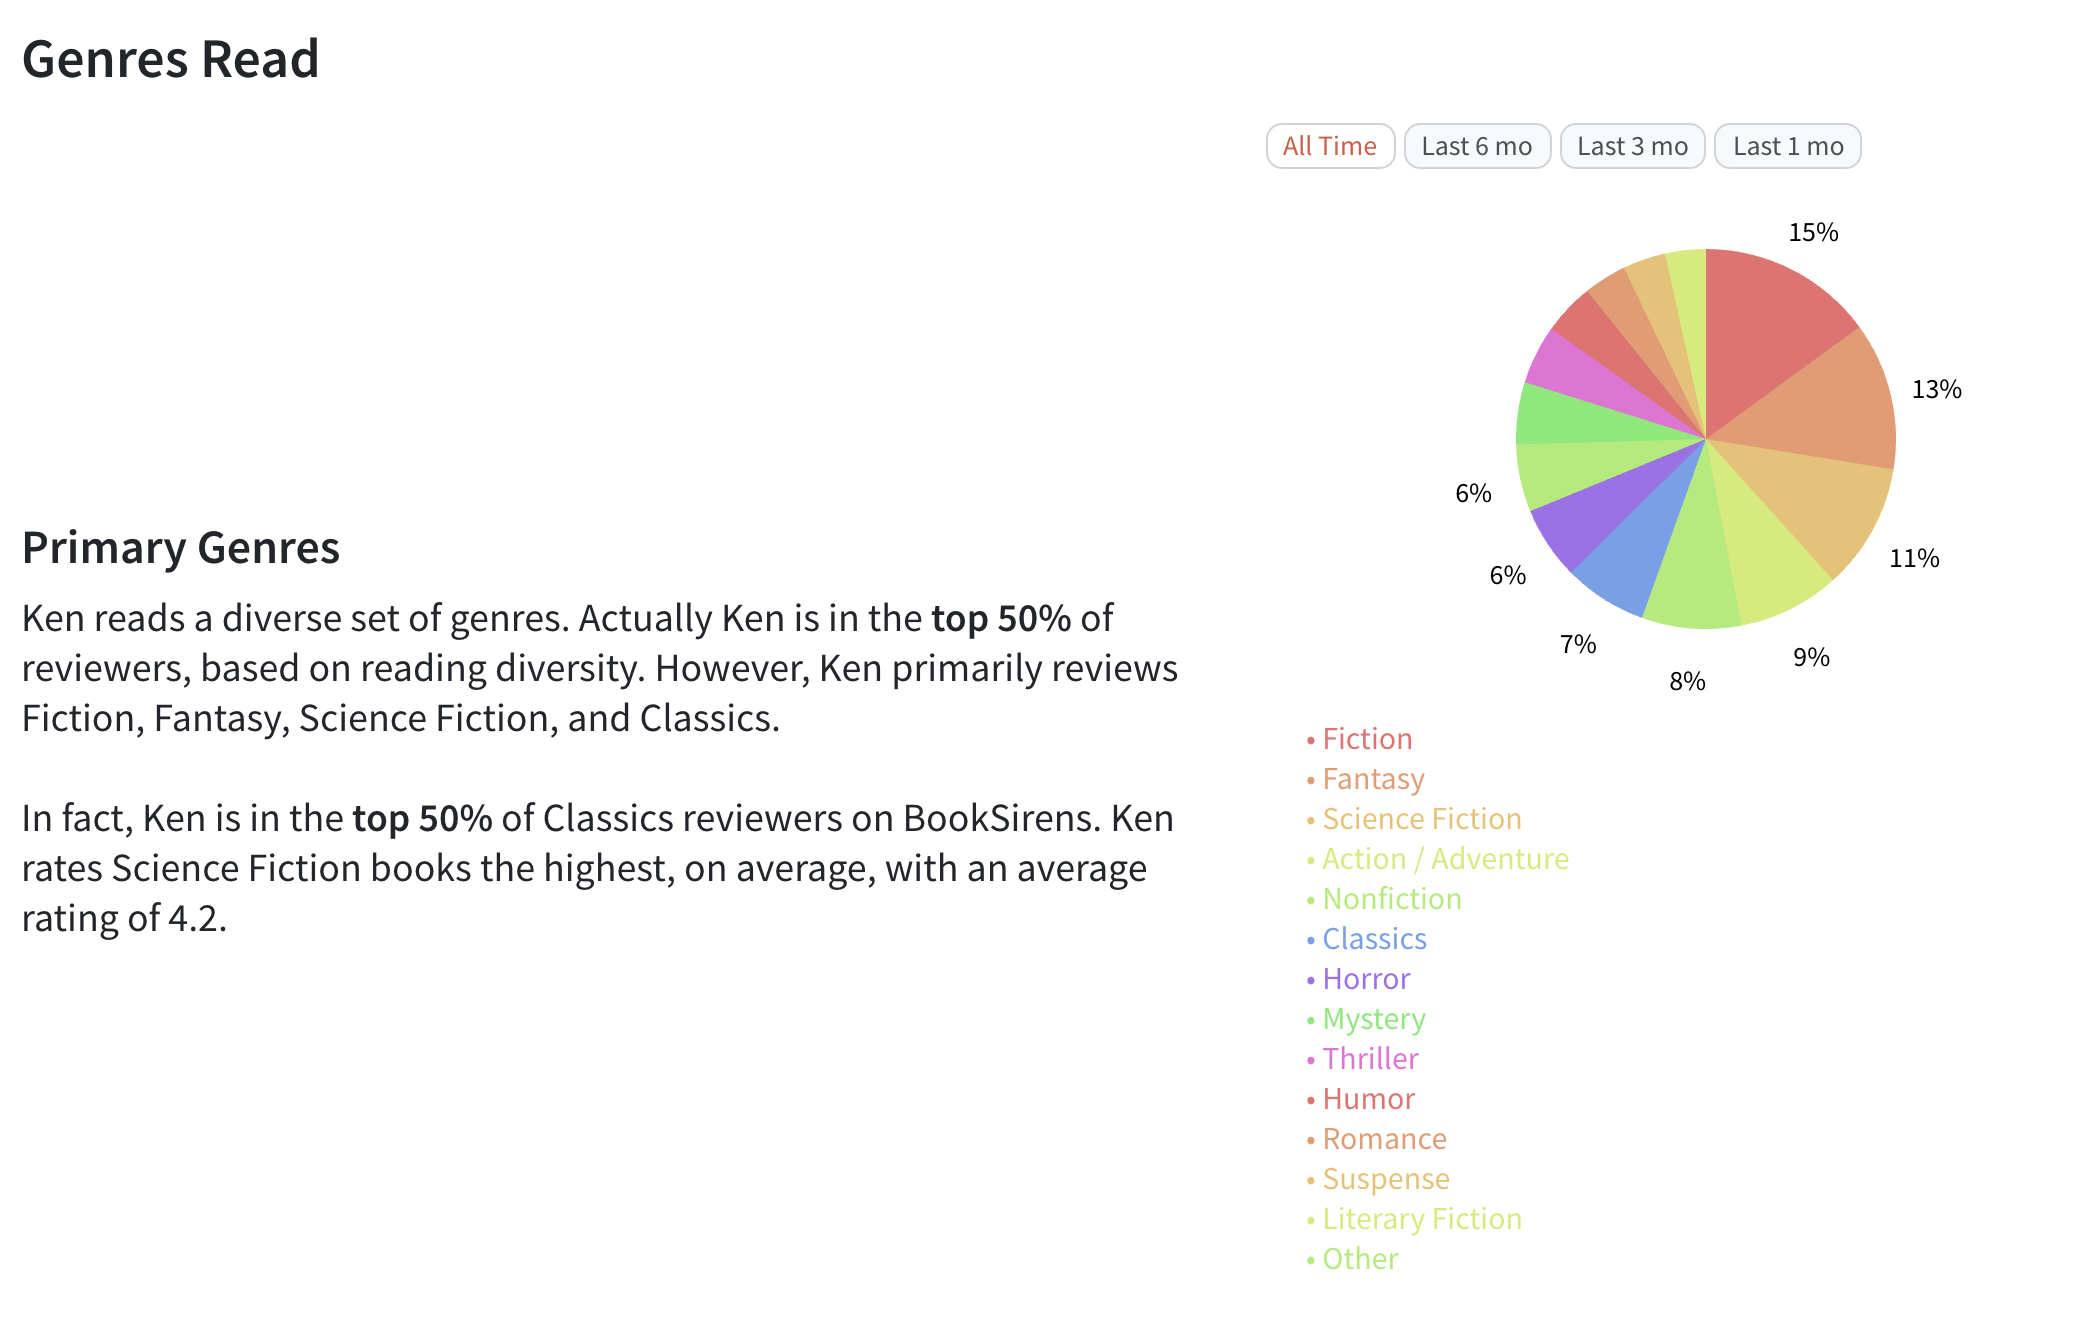 Genres Read
All Time
Last 6 mo
Last 3 mo
Last 1 mo
15%
13%
11%
9%
8%
7%
6%
6%
Primary Genres
Ken reads a diverse set of genres. Actually Ken is in the top 50% of
reviewers, based on reading diversity. However, Ken primarily reviews
Fiction, Fantasy, Science Fiction, and Classics.
In fact, Ken is in the top 50% of Classics reviewers on BookSirens. Ken
rates Science Fiction books the highest, on average, with an average
rating of 4.2.
• Fiction
• Fantasy
• Science Fiction
• Action / Adventure
• Nonfiction
• Classics
• Horror
• Mystery
• Thriller
• Humor
• Romance
• Suspense
• Literary Fiction
• Other